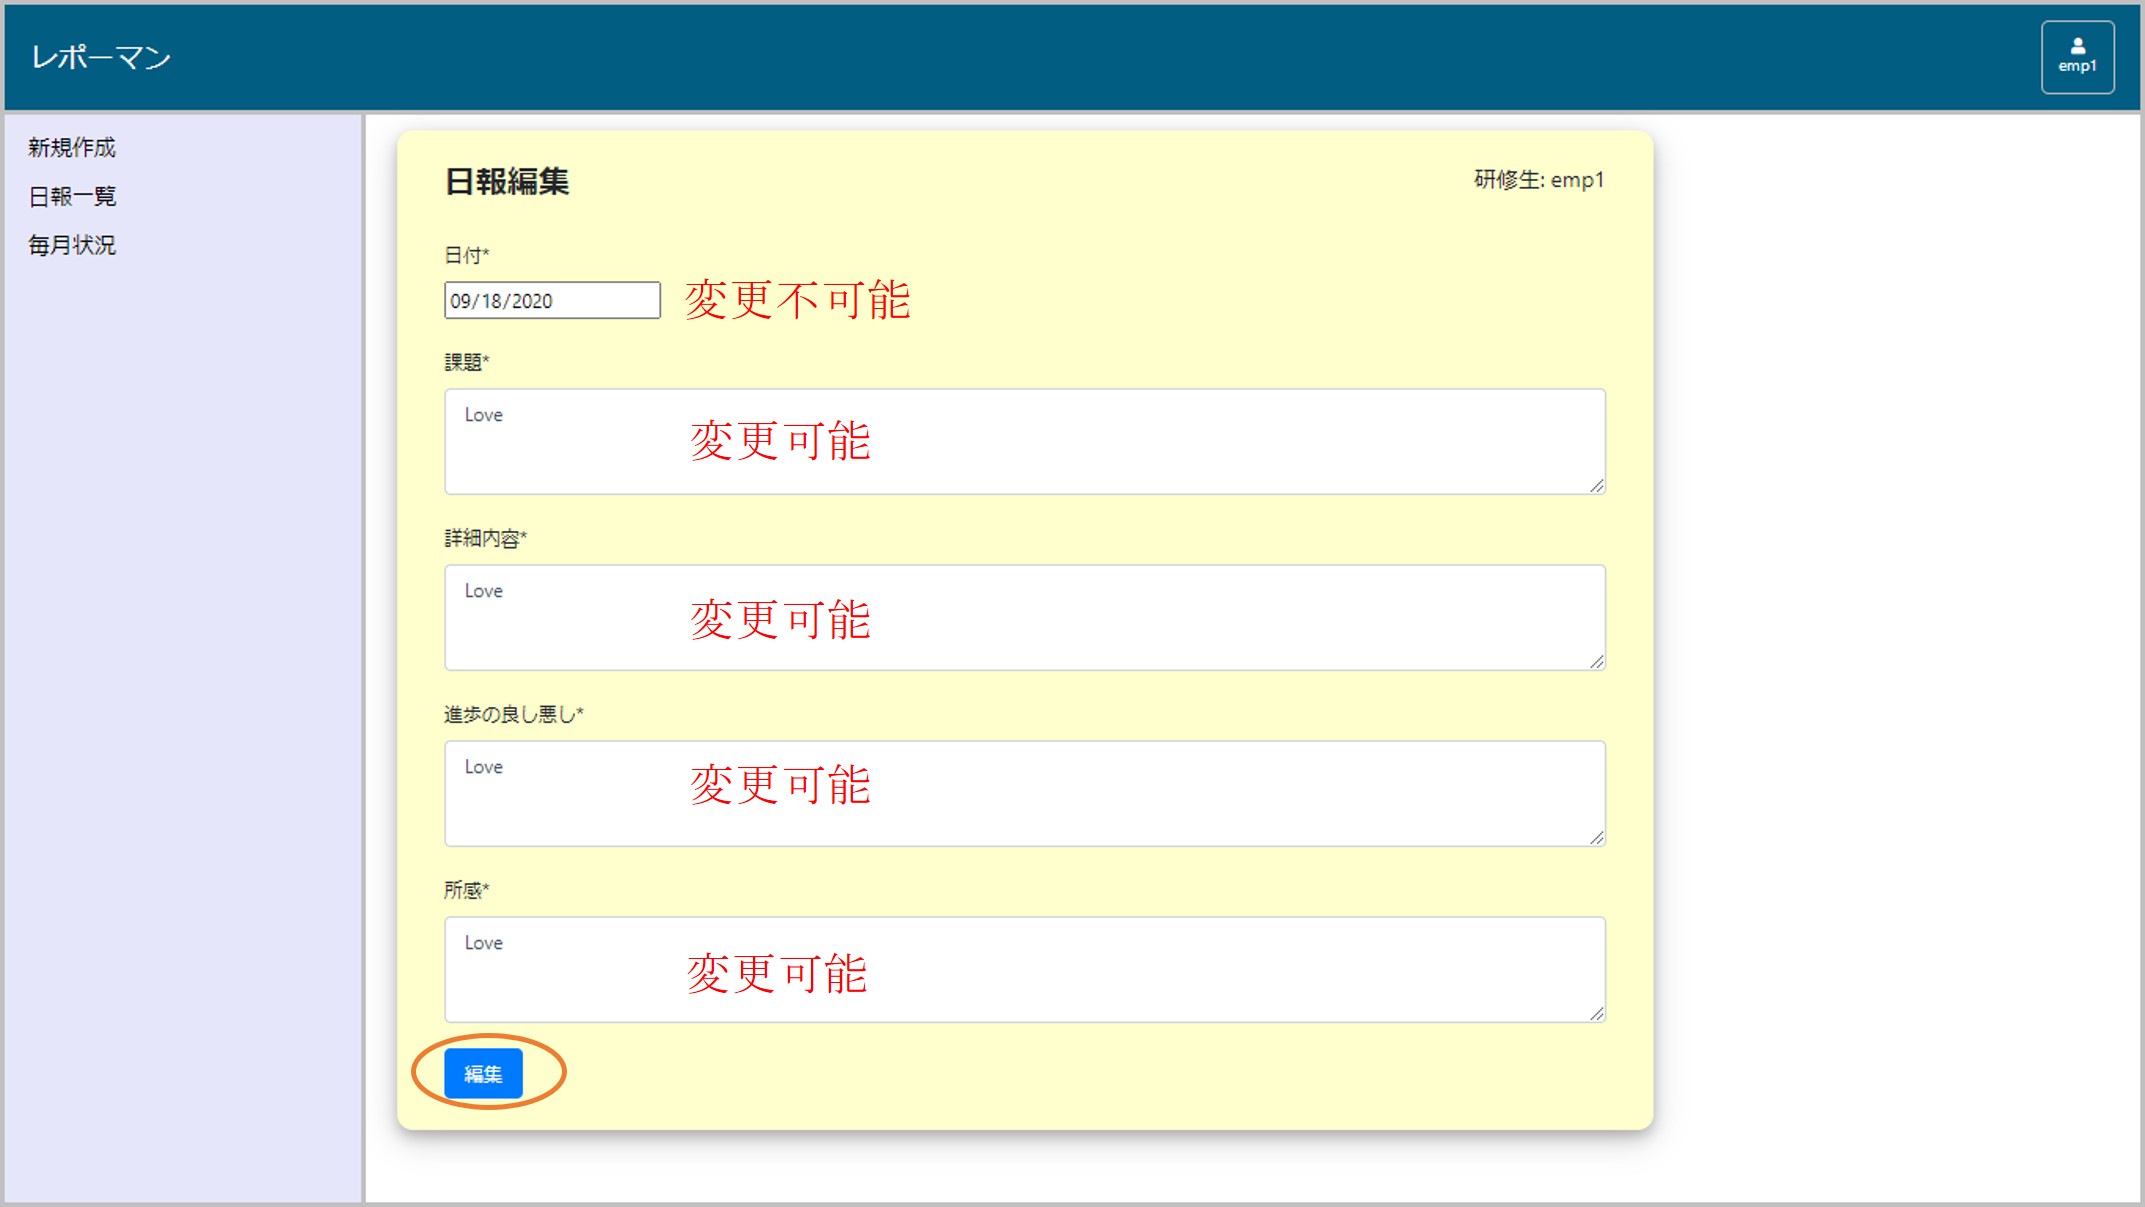 レポーマン
emp1
新規作成
日報一覧
毎月状況
日報編集
研修生: emp1
日付*
09/18/2020
変更不可能
課題*
Love
変更可能
詳細内容*
Love
変更可能
進歩の良し悪し*
Love
変更可能
所感*
Love
変更可能
編集